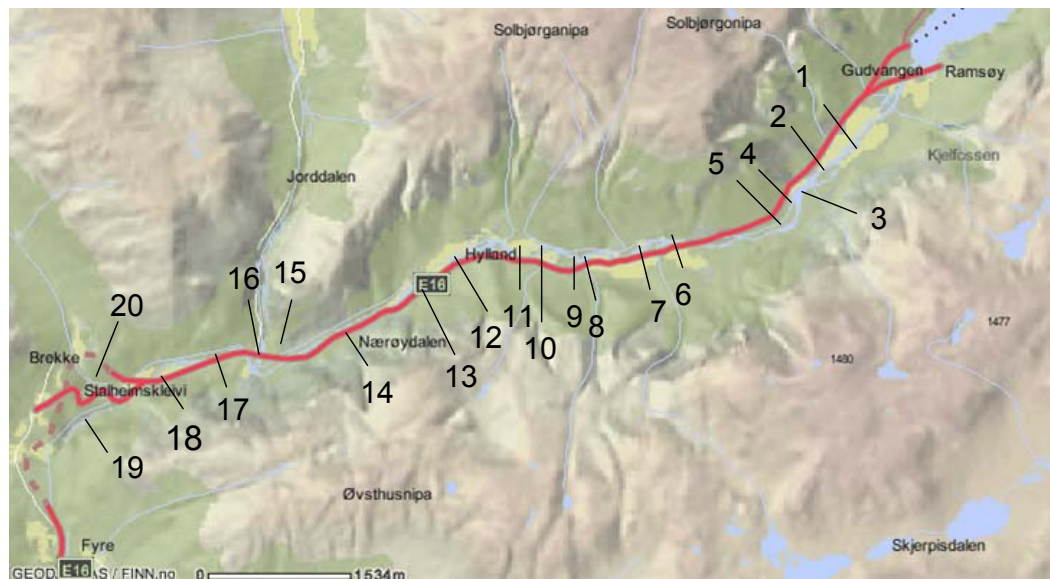 Solbjørganipa
Solbjørgonipa
Gudvangen
Ramsøy
1
2
Kjelfossen
4
5
3
Jorddalen
Hylland
16
15
E16
11
9
7
6
20
12
10
8
1477
Brekke
Nærøydalen
13
14
1480
Stalheimskleivi
17
18
19
Øvsthusnipa
Fyre
Skjerpisdalen
E16
AS / FINN.no
0
1534m